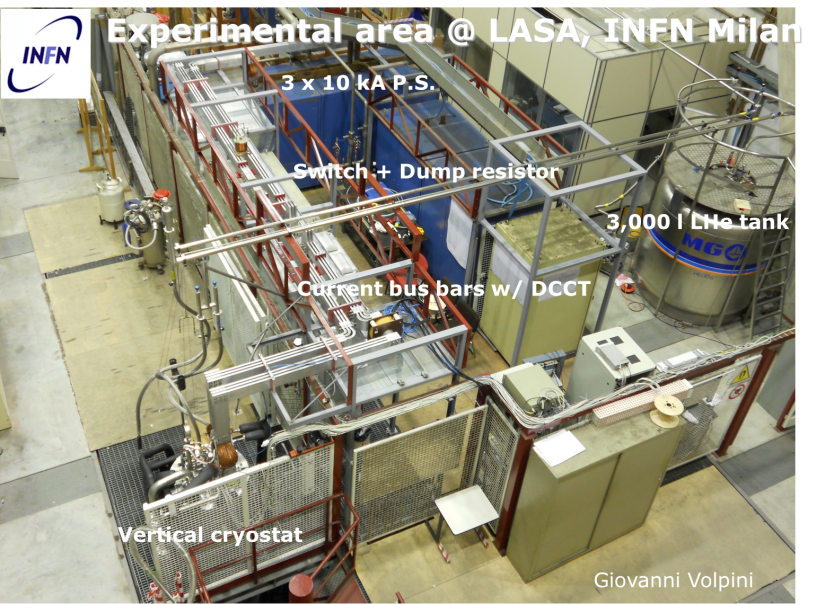 INFN
Experimental area @ LASA, INFN Milan
3 x 10 kA P.S.
Switch + Dump resistor
3,000 l LHe tank
Current bus bars w/ DCCT
Vertical cryostat
Giovanni Volpini